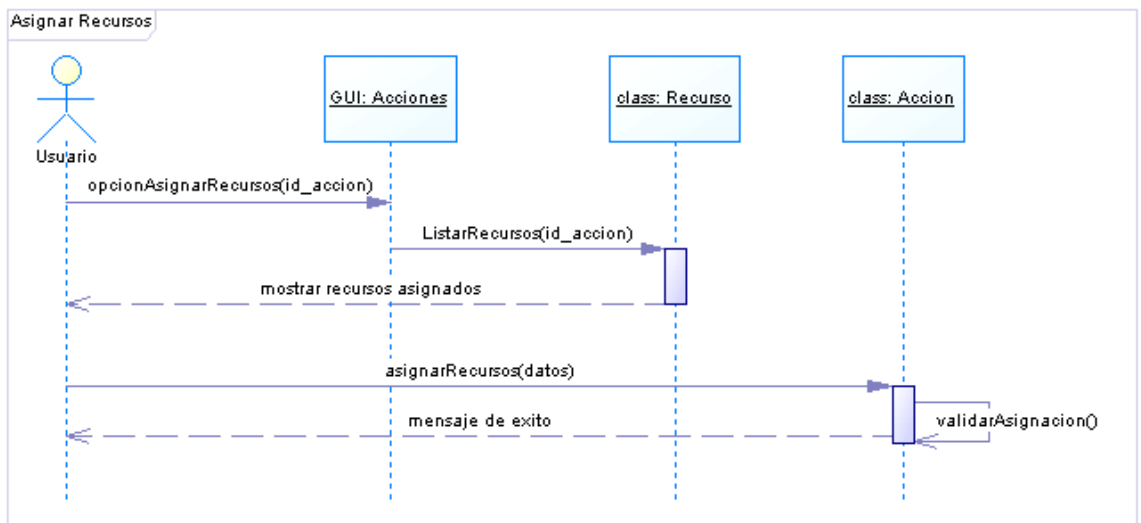 Asignar Recursos
GUI: Acciones
class: Recurso
class: Accion
Usuario
opcionAsignarRecursos(id_accion)
ListarRecursos(id_accion)
mostrar recursos asignados
asignarRecursos(datos)
mensaje de exito
validarAsignacion()